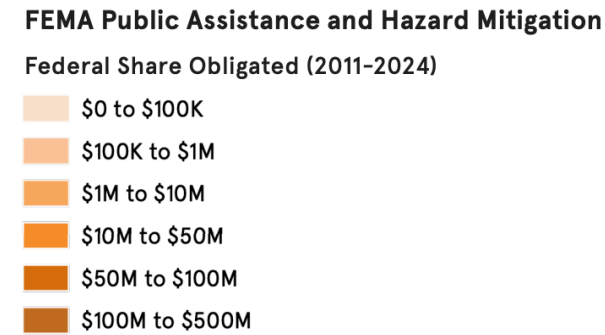 FEMA Public Assistance and Hazard Mitigation
Federal Share Obligated (2011-2024)
$0 to $100K
$100K to $1M
$1M to $10M
$10M to $50M
$50M to $100M
$100M to $500M